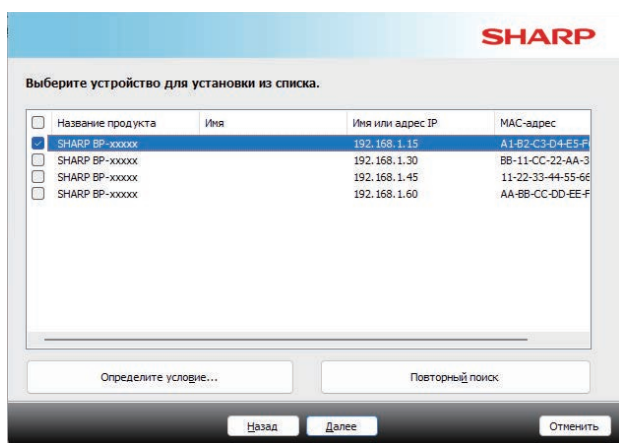 SHARP
Выберите устройство для установки из списка.
Название продукта Имя Имя или адрес IP MAC-адрес
SHARP BP-xxxxx 192.168.1.15 A1-B2-C3-D4-E5-F
SHARP BP-xxxxx 192.168.1.30 BB-11-CC-22-AA-3
SHARP BP-xxxxx 192.168.1.45 11-22-33-44-55-66
SHARP BP-xxxxx 192.168.1.60 AA-BB-CC-DD-EE-F
Определите условие... Повторный поиск
Назад Далее Отменить